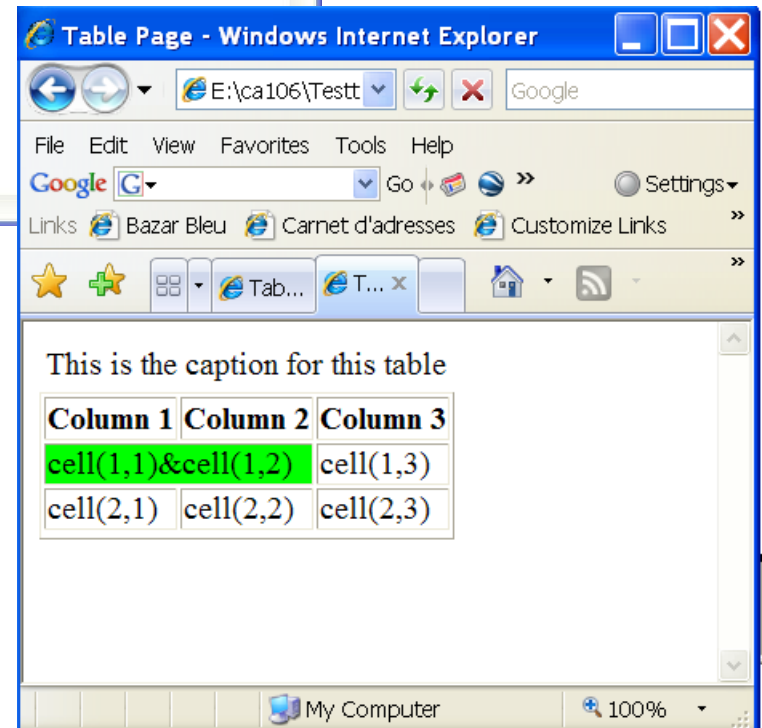 Table Page - Windows Internet Explorer
E:\ca106\Testt Google
File Edit View Favorites Tools Help
Google G Go » Settings
Links Bazar Bleu Carnet d'adresses Customize Links »
Tab... T... x »
This is the caption for this table
Column 1 Column 2 Column 3
cell(1,1)&cell(1,2) cell(1,3)
cell(2,1) cell(2,2) cell(2,3)
My Computer 100%